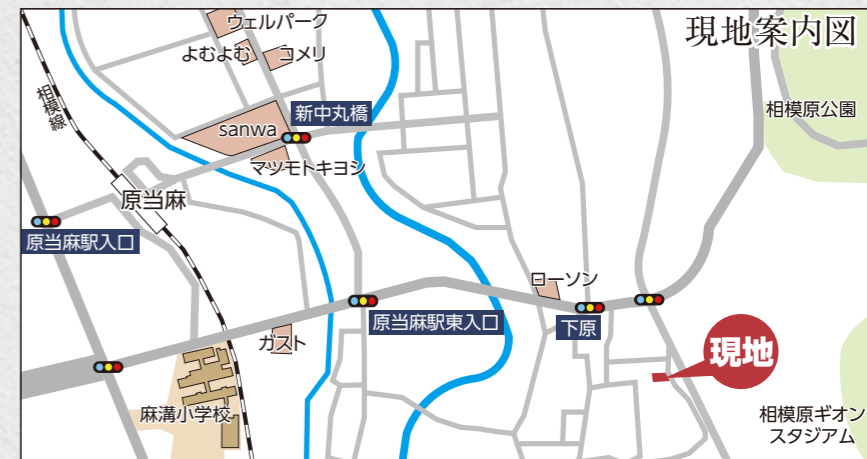 現地案内図
ウェルパーク
よむよむ
コメリ
相模線
sanwa
新中丸橋
マツモトキヨシ
相模原公園
原当麻
原当麻駅入口
ローソン
原当麻駅東入口
下原
ガスト
現地
麻溝小学校
相模原ギオン
スタジアム